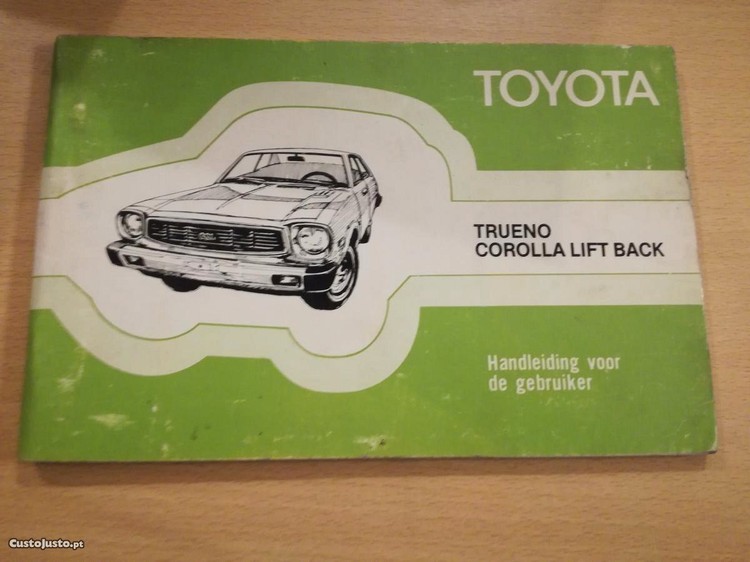 TOYOTA
TRUENO
COROLLA LIFT BACK
Handleiding voor
de gebruiker
CustoJusto.pt